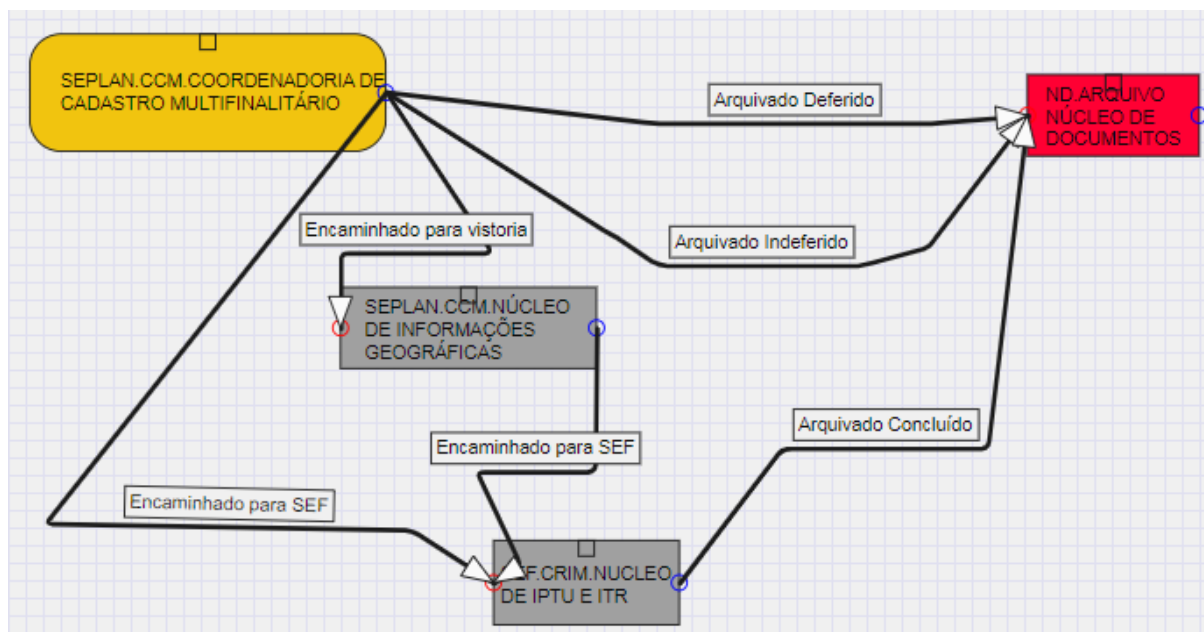 SEPLAN.CCM.COORDENADORIA DE
CADASTRO MULTIFINALITÁRIO
Arquivado Deferido
ND.ARQUIVO
NÚCLEO DE
DOCUMENTOS
Encaminhado para vistoria
Arquivado Indeferido
SEPLAN.CCM.NÚCLEO
DE INFORMAÇÕES
GEOGRÁFICAS
Arquivado Concluído
Encaminhado para SEF
Encaminhado para SEF
EF.CRIM.NUCLEO
DE IPTU E ITR